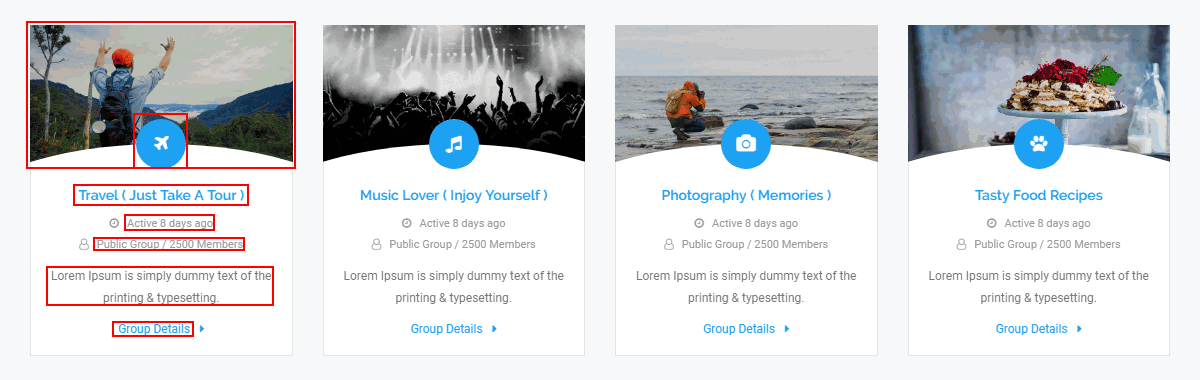 Travel ( Just Take A Tour )
Active 8 days ago
Public Group / 2500 Members
Lorem Ipsum is simply dummy text of the
printing & typesetting.
Group Details
Music Lover ( Injoy Yourself )
Active 8 days ago
Public Group / 2500 Members
Lorem Ipsum is simply dummy text of the
printing & typesetting.
Group Details
Photography ( Memories )
Active 8 days ago
Public Group / 2500 Members
Lorem Ipsum is simply dummy text of the
printing & typesetting.
Group Details
Tasty Food Recipes
Active 8 days ago
Public Group / 2500 Members
Lorem Ipsum is simply dummy text of the
printing & typesetting.
Group Details